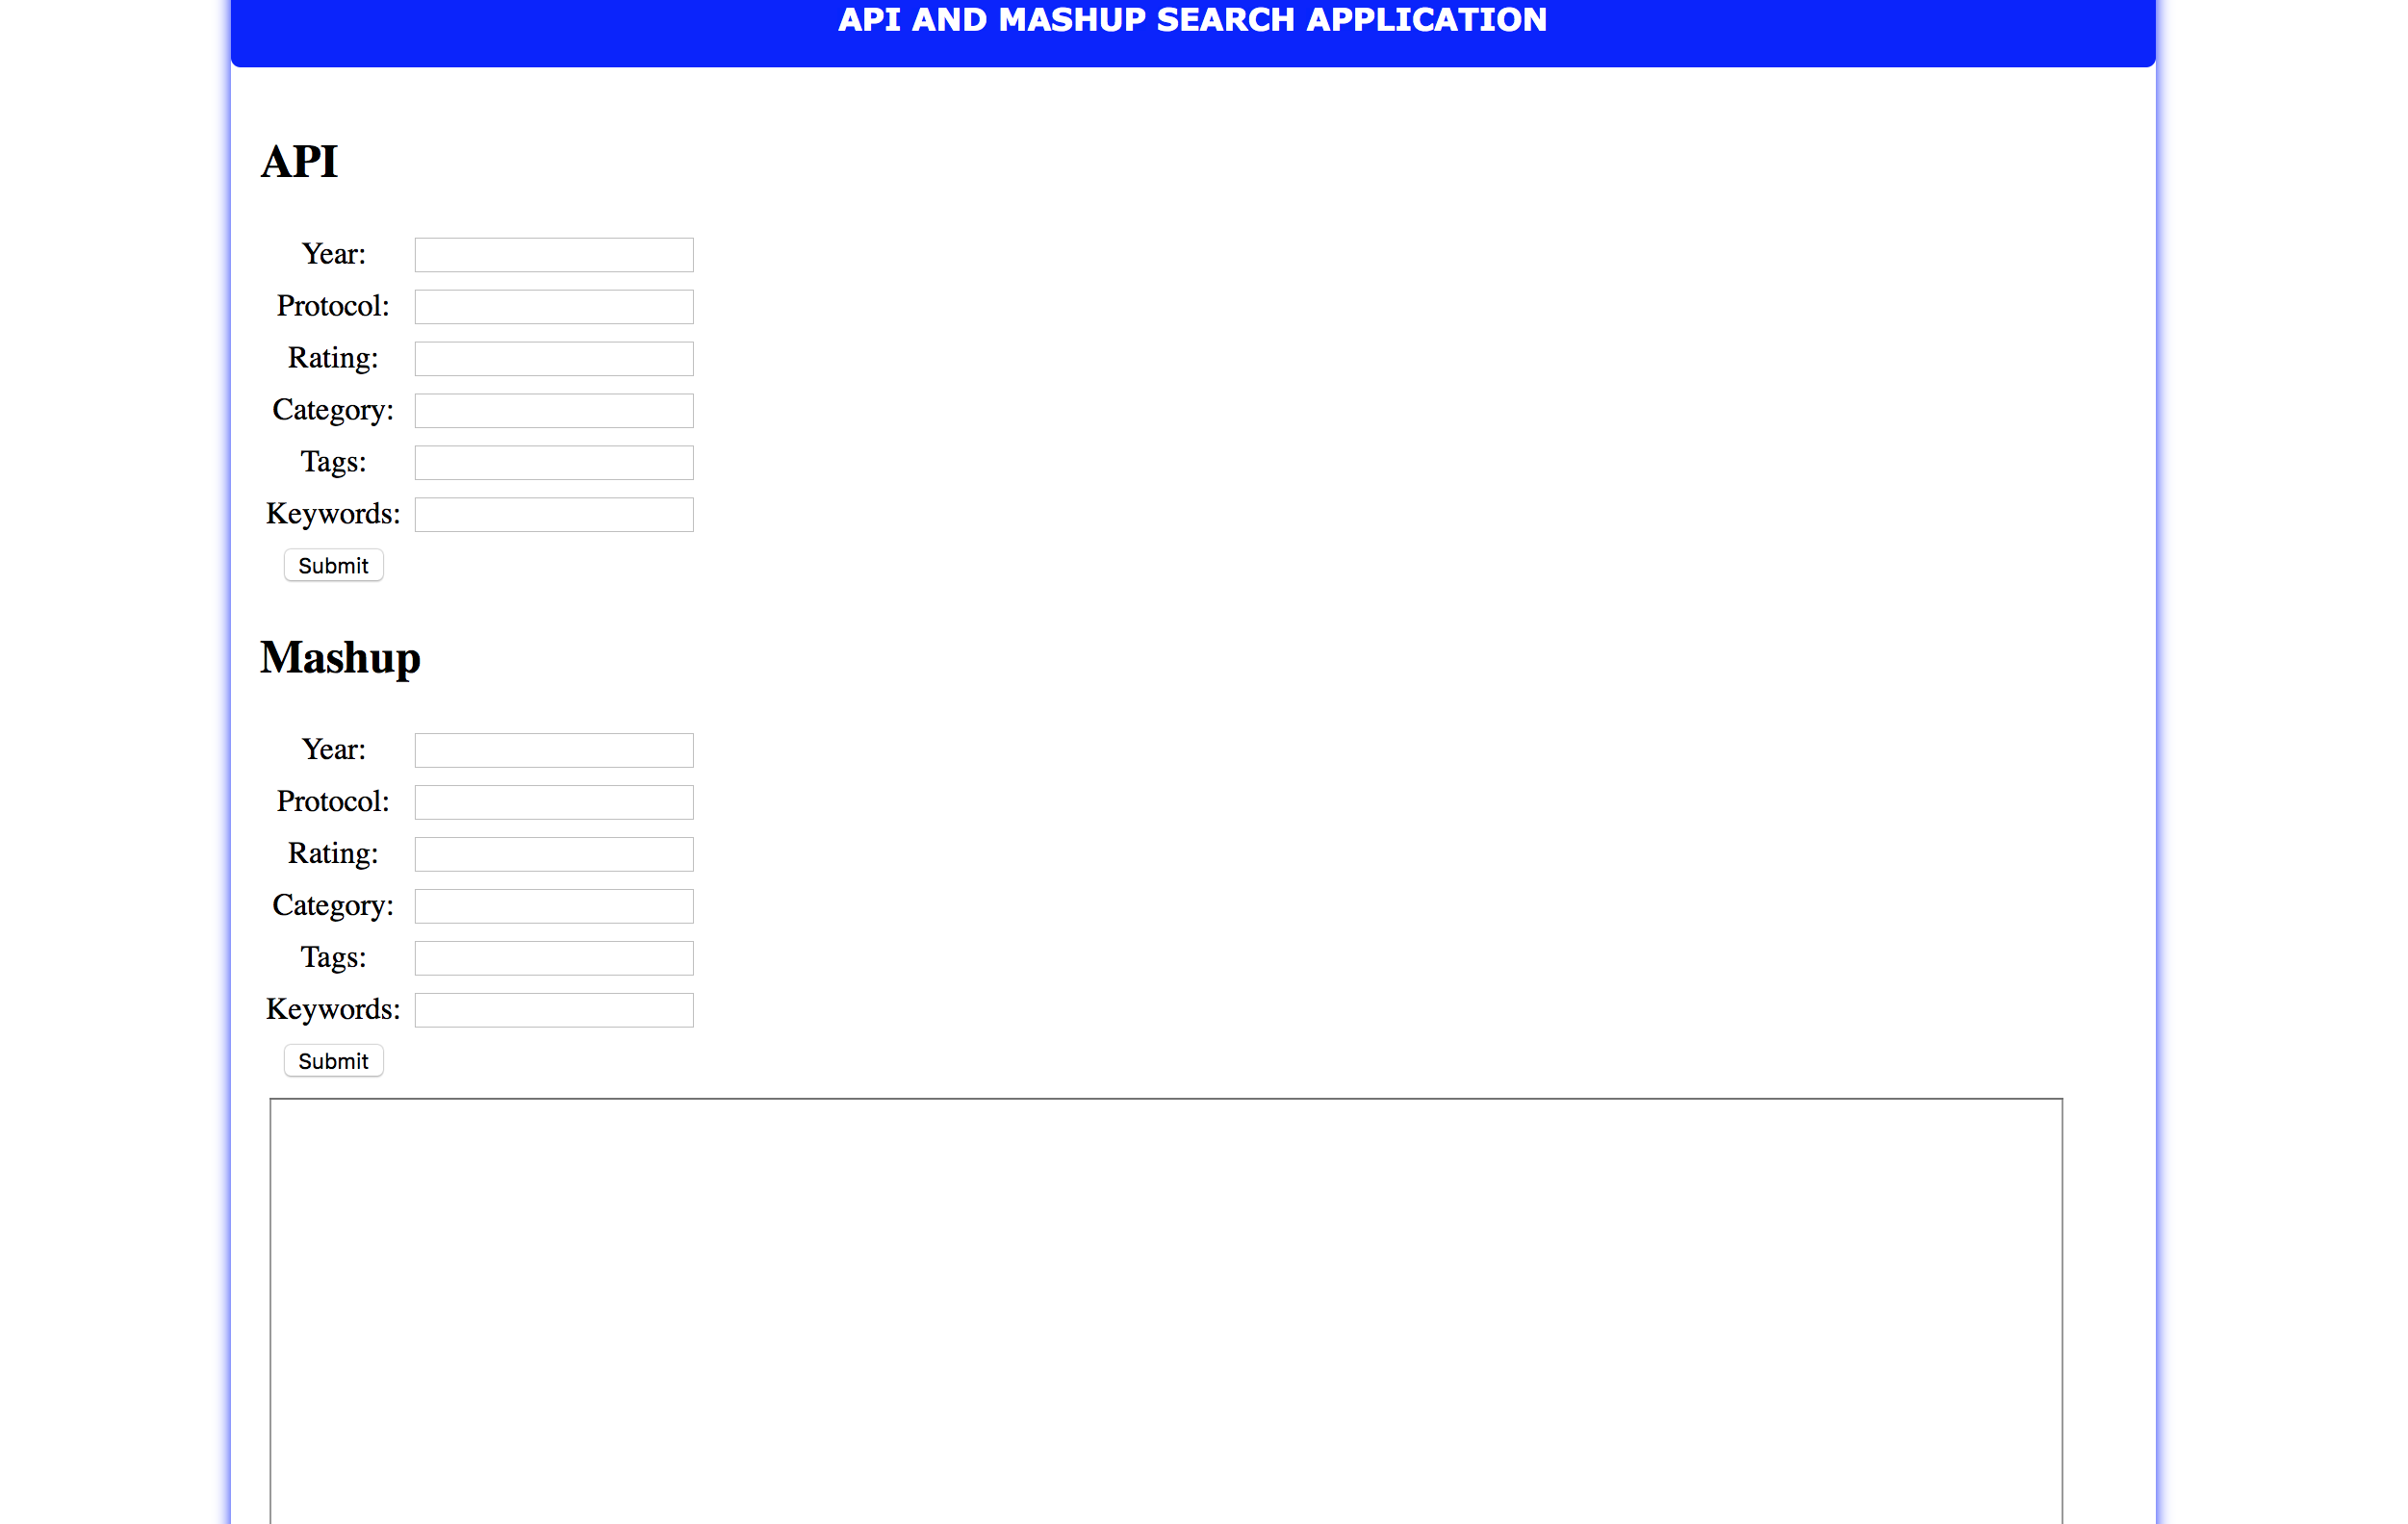 API AND MASHUP SEARCH APPLICATION
API
Year:
Protocol:
Rating:
Category:
Tags:
Keywords:
Submit
Mashup
Year:
Protocol:
Rating:
Category:
Tags:
Keywords:
Submit